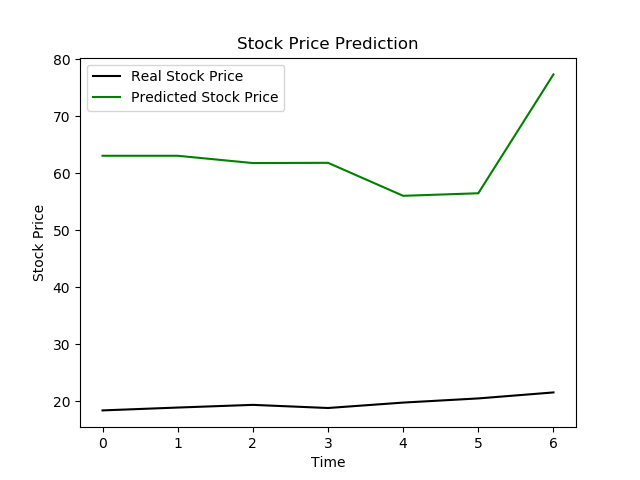 Stock Price Prediction
80
Real Stock Price
Predicted Stock Price
70
60
50
40
30
20
Stock Price
0 1 2 3 4 5 6
Time